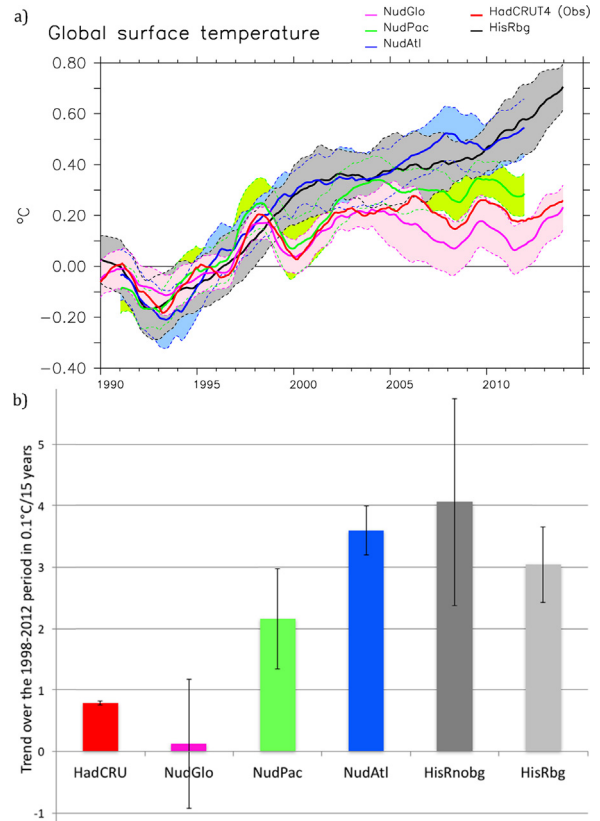 a)
Global surface temperature
NudGlo
NudPac
NudAtl
HadCRUT4 (Obs)
HisRbg
0.80
0.60
0.40
0.20
0.00
−0.20
−0.40
°C
1990 1995 2000 2005 2010
b)
Trend over the 1998-2012 period in 0.1°C/15 years
5
4
3
2
1
0
-1
HadCRU NudGlo NudPac NudAtl HisRnobg HisRbg